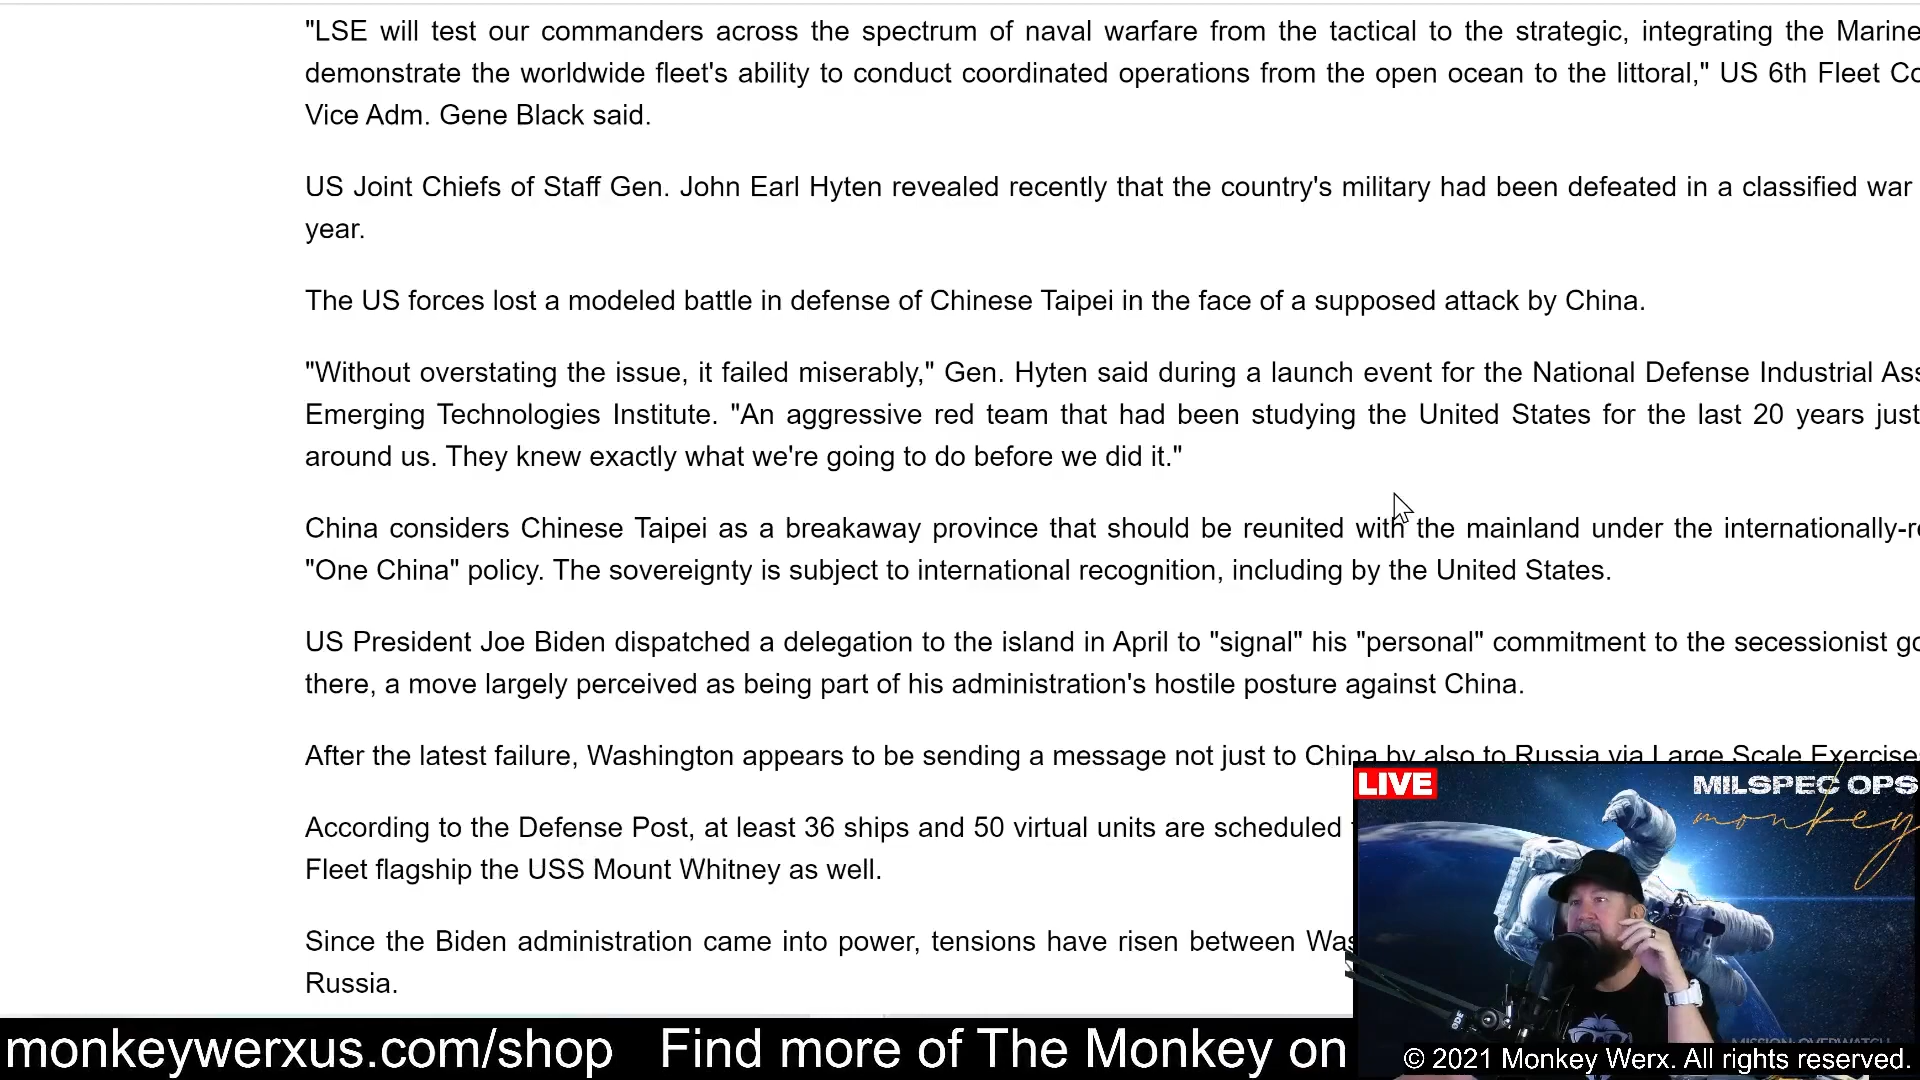 "LSE will test our commanders across the spectrum of naval warfare from the tactical to the strategic, integrating the Marine
demonstrate the worldwide fleet's ability to conduct coordinated operations from the open ocean to the littoral," US 6th Fleet Co
Vice Adm. Gene Black said.
US Joint Chiefs of Staff Gen. John Earl Hyten revealed recently that the country's military had been defeated in a classified war
year.
The US forces lost a modeled battle in defense of Chinese Taipei in the face of a supposed attack by China.
"Without overstating the issue, it failed miserably," Gen. Hyten said during a launch event for the National Defense Industrial Ass
Emerging Technologies Institute. "An aggressive red team that had been studying the United States for the last 20 years just
around us. They knew exactly what we're going to do before we did it."
China considers Chinese Taipei as a breakaway province that should be reunited with the mainland under the internationally-re
"One China" policy. The sovereignty is subject to international recognition, including by the United States.
US President Joe Biden dispatched a delegation to the island in April to "signal" his "personal" commitment to the secessionist go
there, a move largely perceived as being part of his administration's hostile posture against China.
After the latest failure, Washington appears to be sending a message not just to China by also to Russia via Large Scale Exercise
According to the Defense Post, at least 36 ships and 50 virtual units are scheduled
Fleet flagship the USS Mount Whitney as well.
Since the Biden administration came into power, tensions have risen between Was
Russia.
LIVE
MILSPEC OPS
monkey
RODE
MISSION: OVERWATCH
monkeywerxus.com/shop Find more of The Monkey on
© 2021 Monkey Werx. All rights reserved.